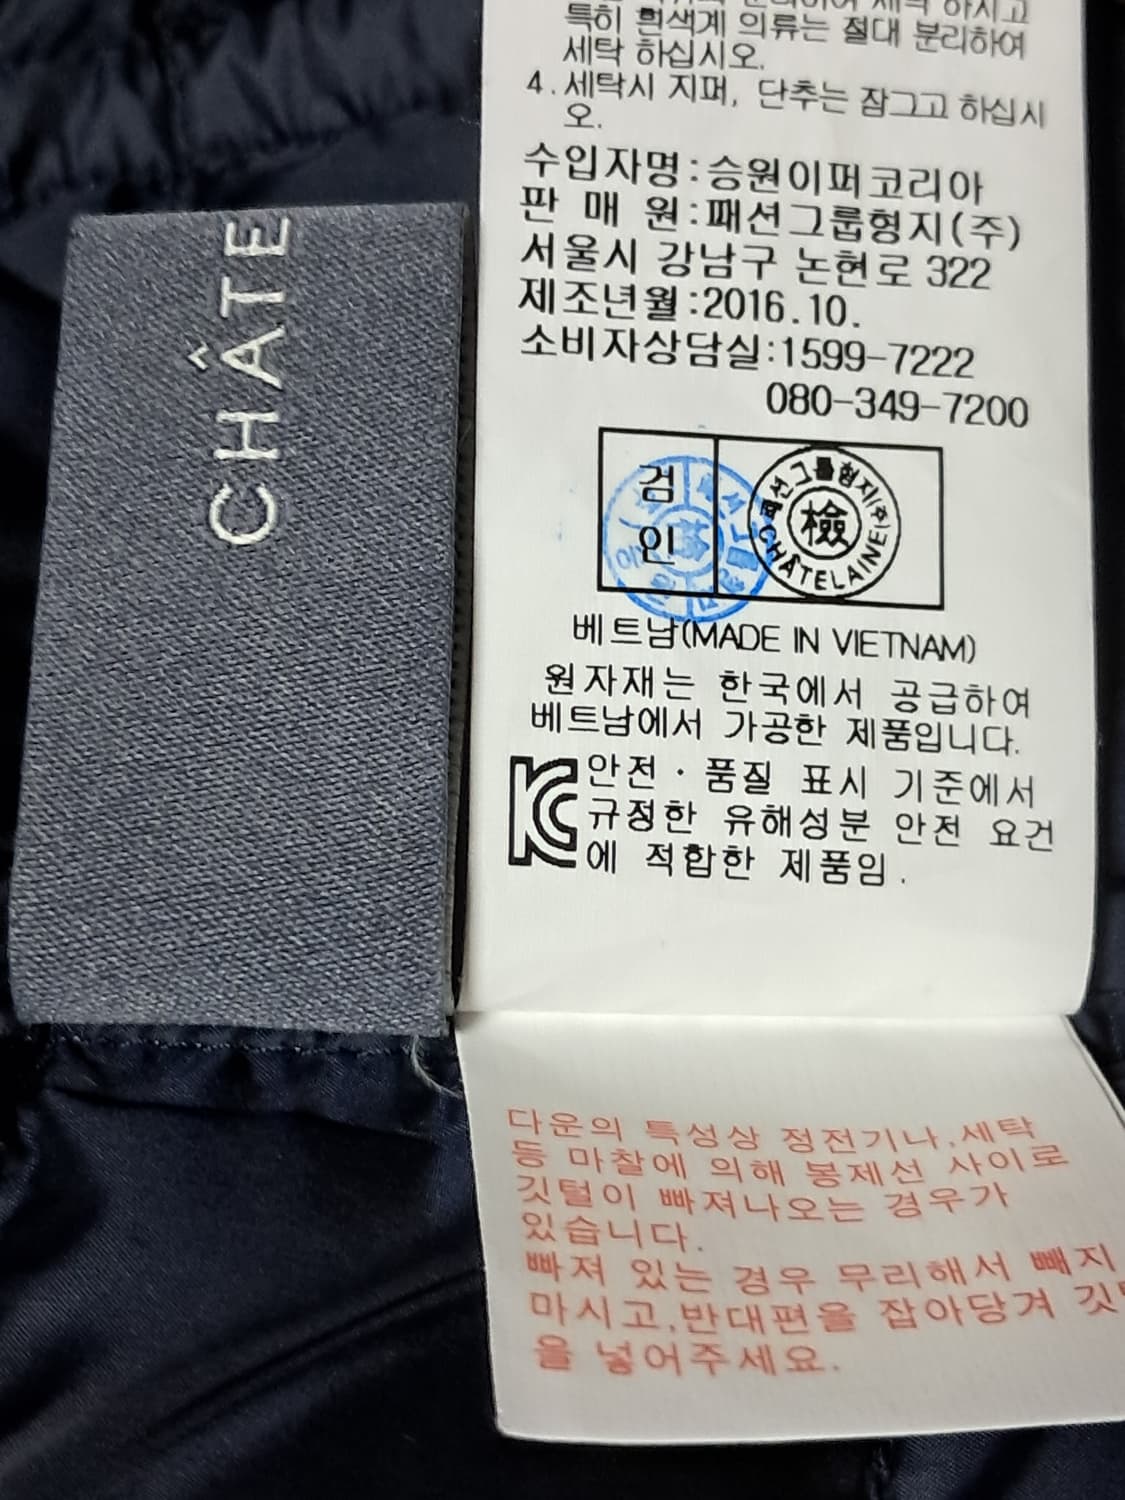 특히 흰색계 의류는 절대 분리하여
세탁 하십시오.
4.세탁시 지퍼, 단추는 잠그고 하십시
오.
수입자명:승원이퍼코리아
판 매 원:패션그룹형지(주)
서울시 강남구 논현로 322
제조년월:2016.10.
소비자상담실:1599-7222
080-349-7200
검
인
패션그룹형지(주)
檢
CHÂTELAINE
베트남(MADE IN VIETNAM)
원자재는 한국에서 공급하여
베트남에서 가공한 제품입니다.
안전·품질 표시 기준에서
규정한 유해성분 안전 요건
에 적합한 제품임.
CHÂTE
다운의 특성상 정전기나,세탁
등 마찰에 의해 봉제선 사이로
깃털이 빠져나오는 경우가
있습니다.
빠져 있는 경우 무리해서 빼지
마시고,반대편을 잡아당겨 깃
을 넣어주세요.